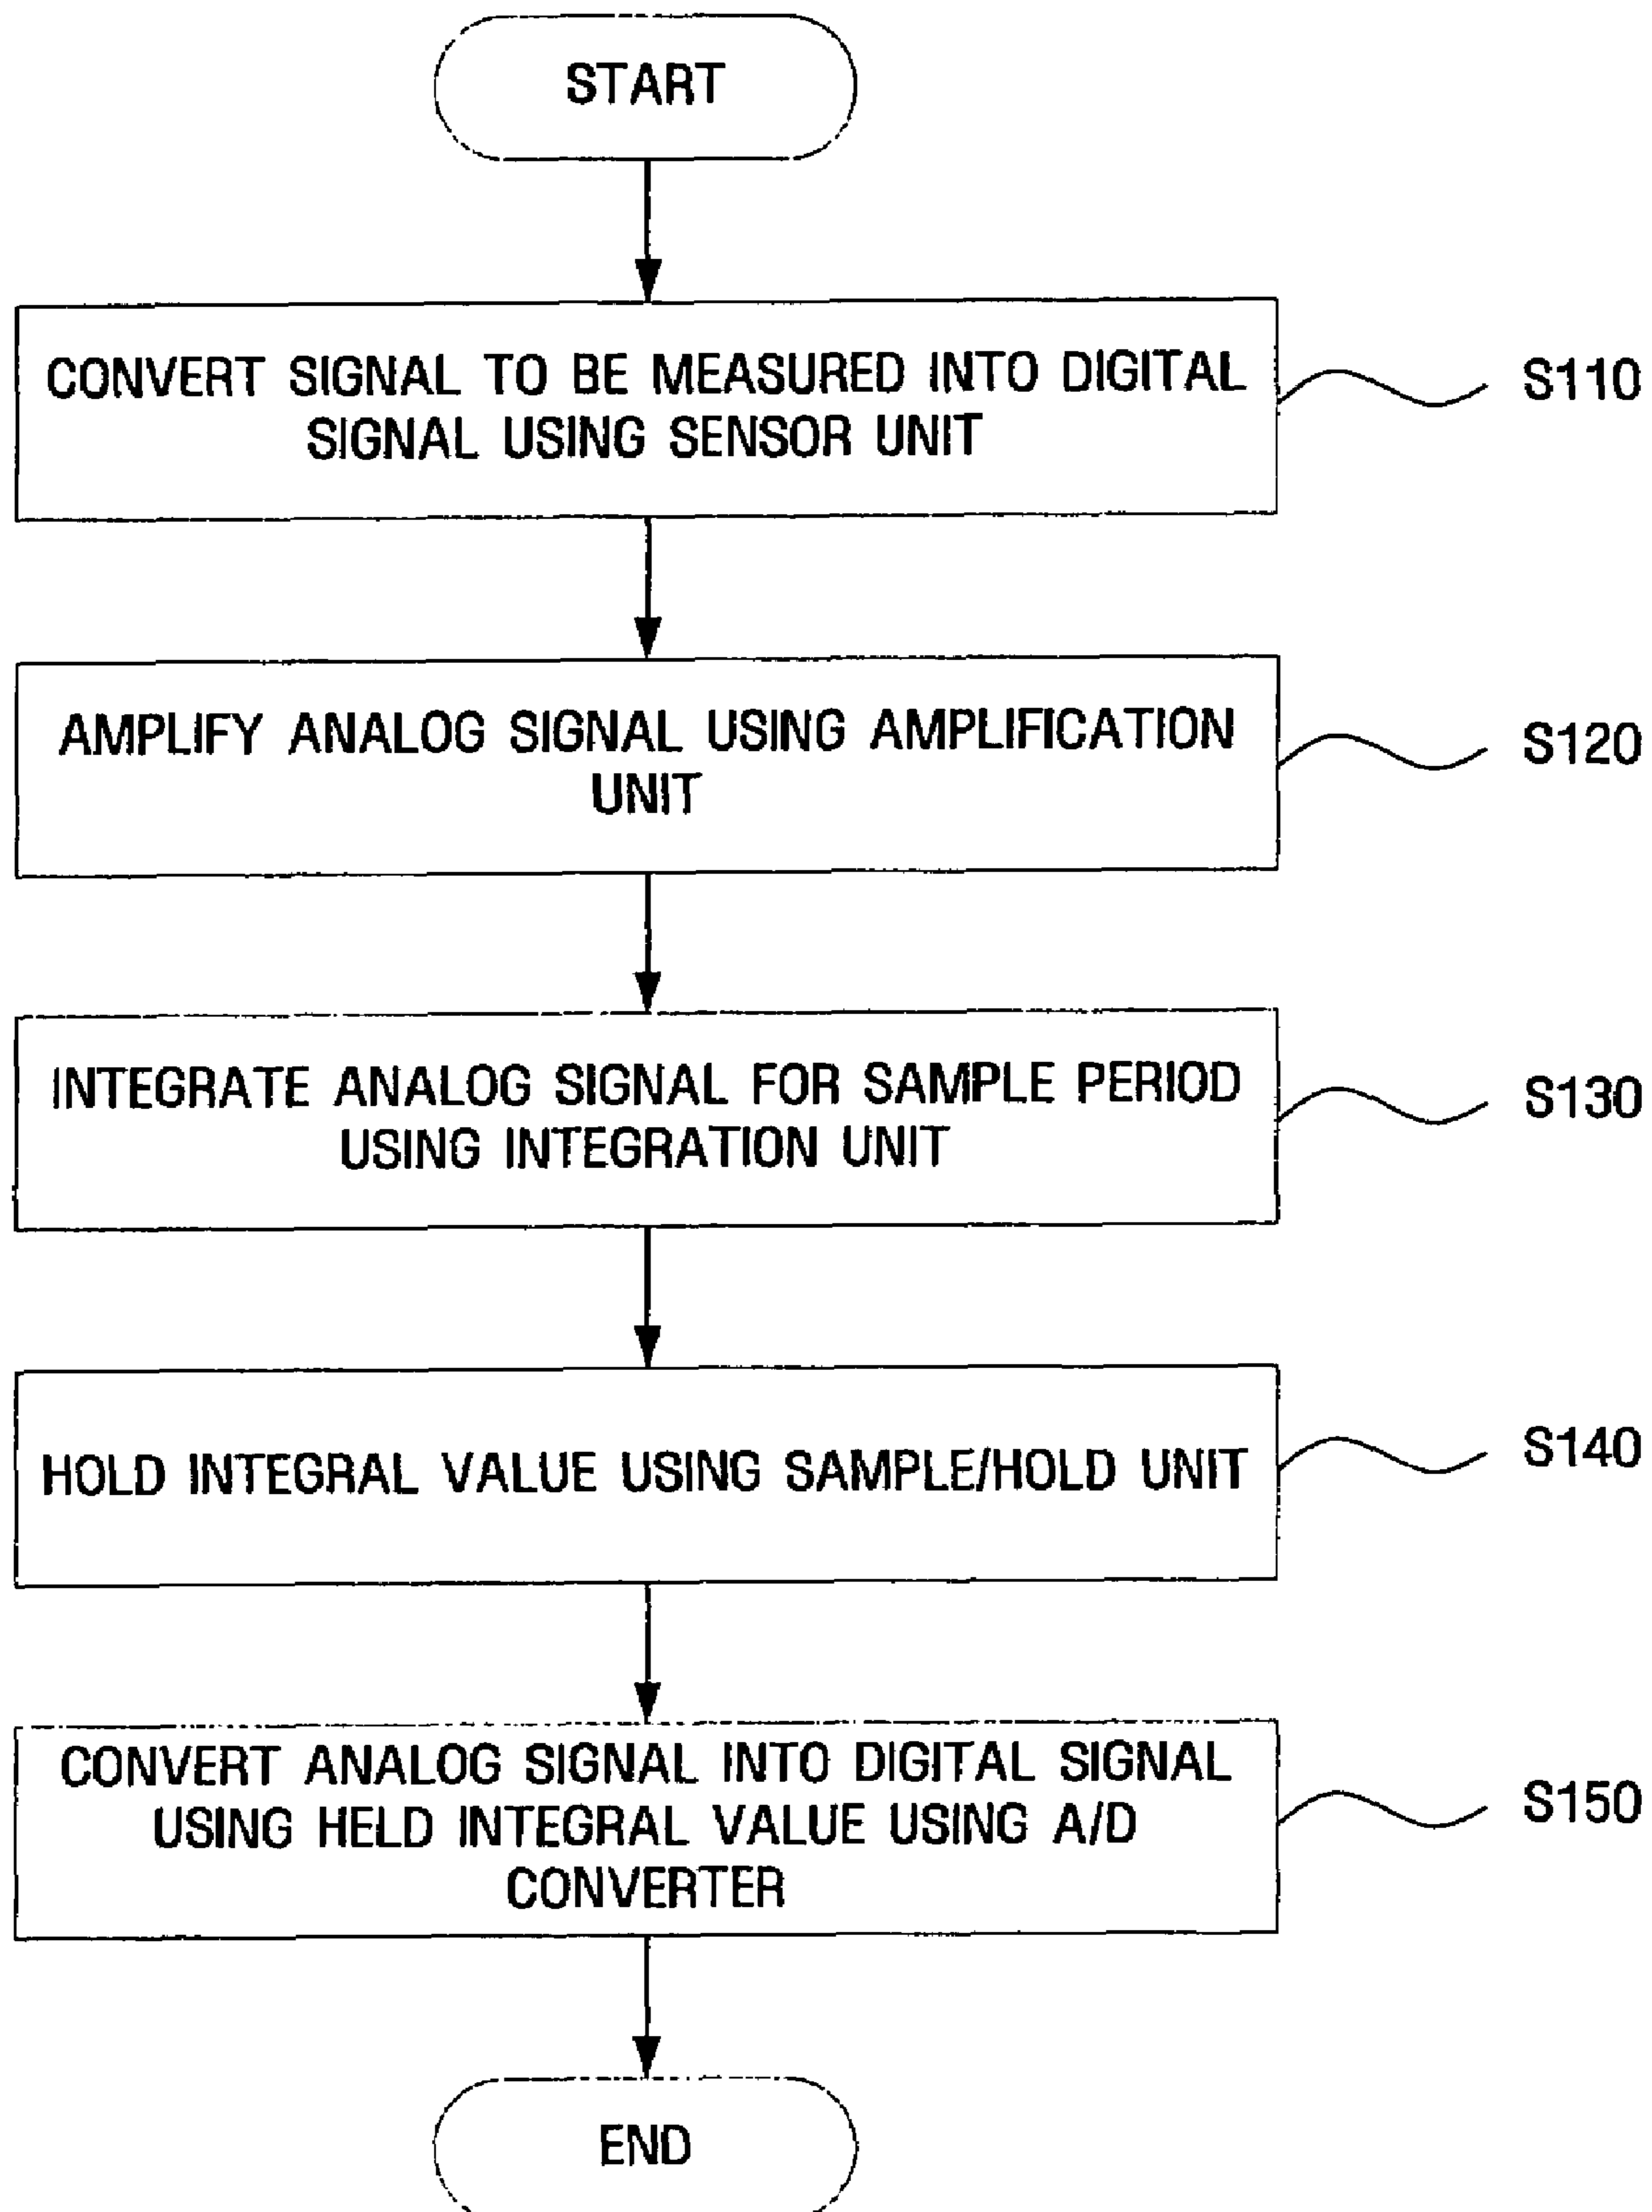 START
CONVERT SIGNAL TO BE MEASURED INTO DIGITAL
SIGNAL USING SENSOR UNIT
S110
AMPLIFY ANALOG SIGNAL USING AMPLIFICATION
UNIT
S120
INTEGRATE ANALOG SIGNAL FOR SAMPLE PERIOD
USING INTEGRATION UNIT
S130
HOLD INTEGRAL VALUE USING SAMPLE/HOLD UNIT
S140
CONVERT ANALOG SIGNAL INTO DIGITAL SIGNAL
USING HELD INTEGRAL VALUE USING A/D
CONVERTER
S150
END